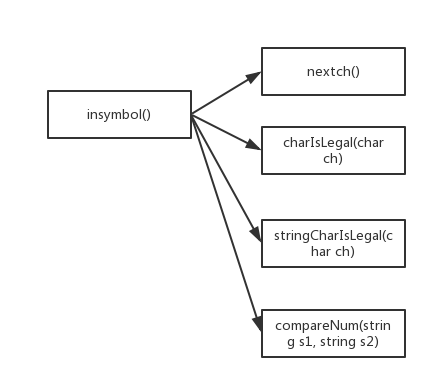 insymbol()
nextch()
charIsLegal(char
ch)
stringCharIsLegal(c
har ch)
compareNum(strin
g s1, string s2)